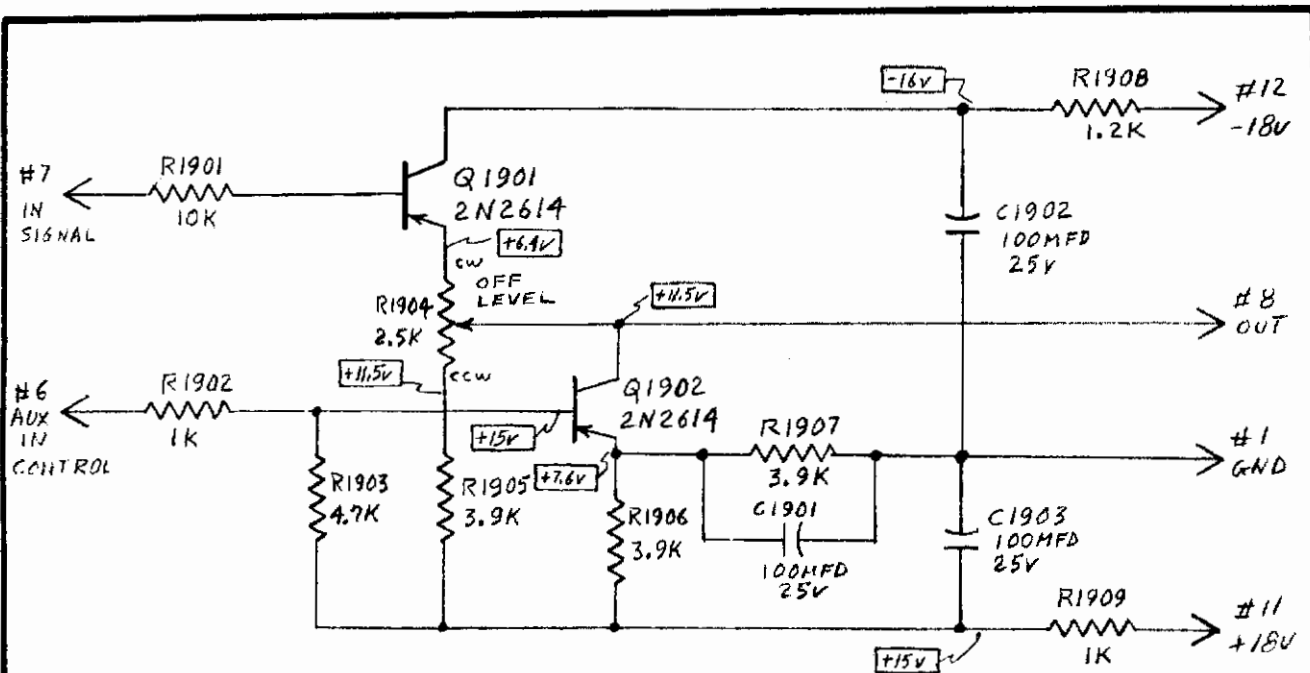 -16v
R1908
1.2K
#12
-18v
#7
IN
SIGNAL
R1901
10K
Q1901
2N2614
+6.4v
CW
OFF
LEVEL
C1902
100MFD
25V
R1904
2.5K
+11.5v
#8
OUT
+11.5v
CCW
#6
AUX
IN
CONTROL
R1902
1K
Q1902
2N2614
+15v
+7.6v
R1907
3.9K
#1
GND
R1903
4.7K
R1905
3.9K
R1906
3.9K
C1901
100MFD
25V
C1903
100MFD
25V
+15v
R1909
1K
#11
+18v